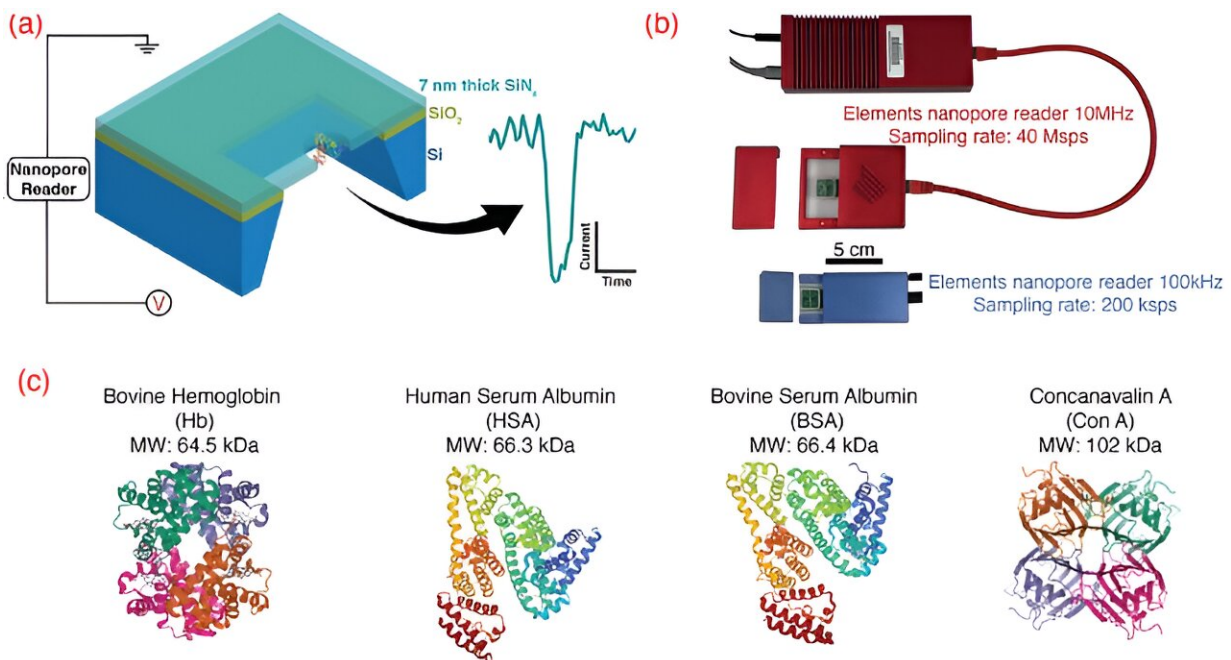 (a)
Nanopore
Reader
V
7 nm thick SiNₓ
SiO₂
Si
Current
Time
(b)
Elements nanopore reader 10MHz
Sampling rate: 40 Msps
5 cm
Elements nanopore reader 100kHz
Sampling rate: 200 ksps
(c)
Bovine Hemoglobin
(Hb)
MW: 64.5 kDa
Human Serum Albumin
(HSA)
MW: 66.3 kDa
Bovine Serum Albumin
(BSA)
MW: 66.4 kDa
Concanavalin A
(Con A)
MW: 102 kDa